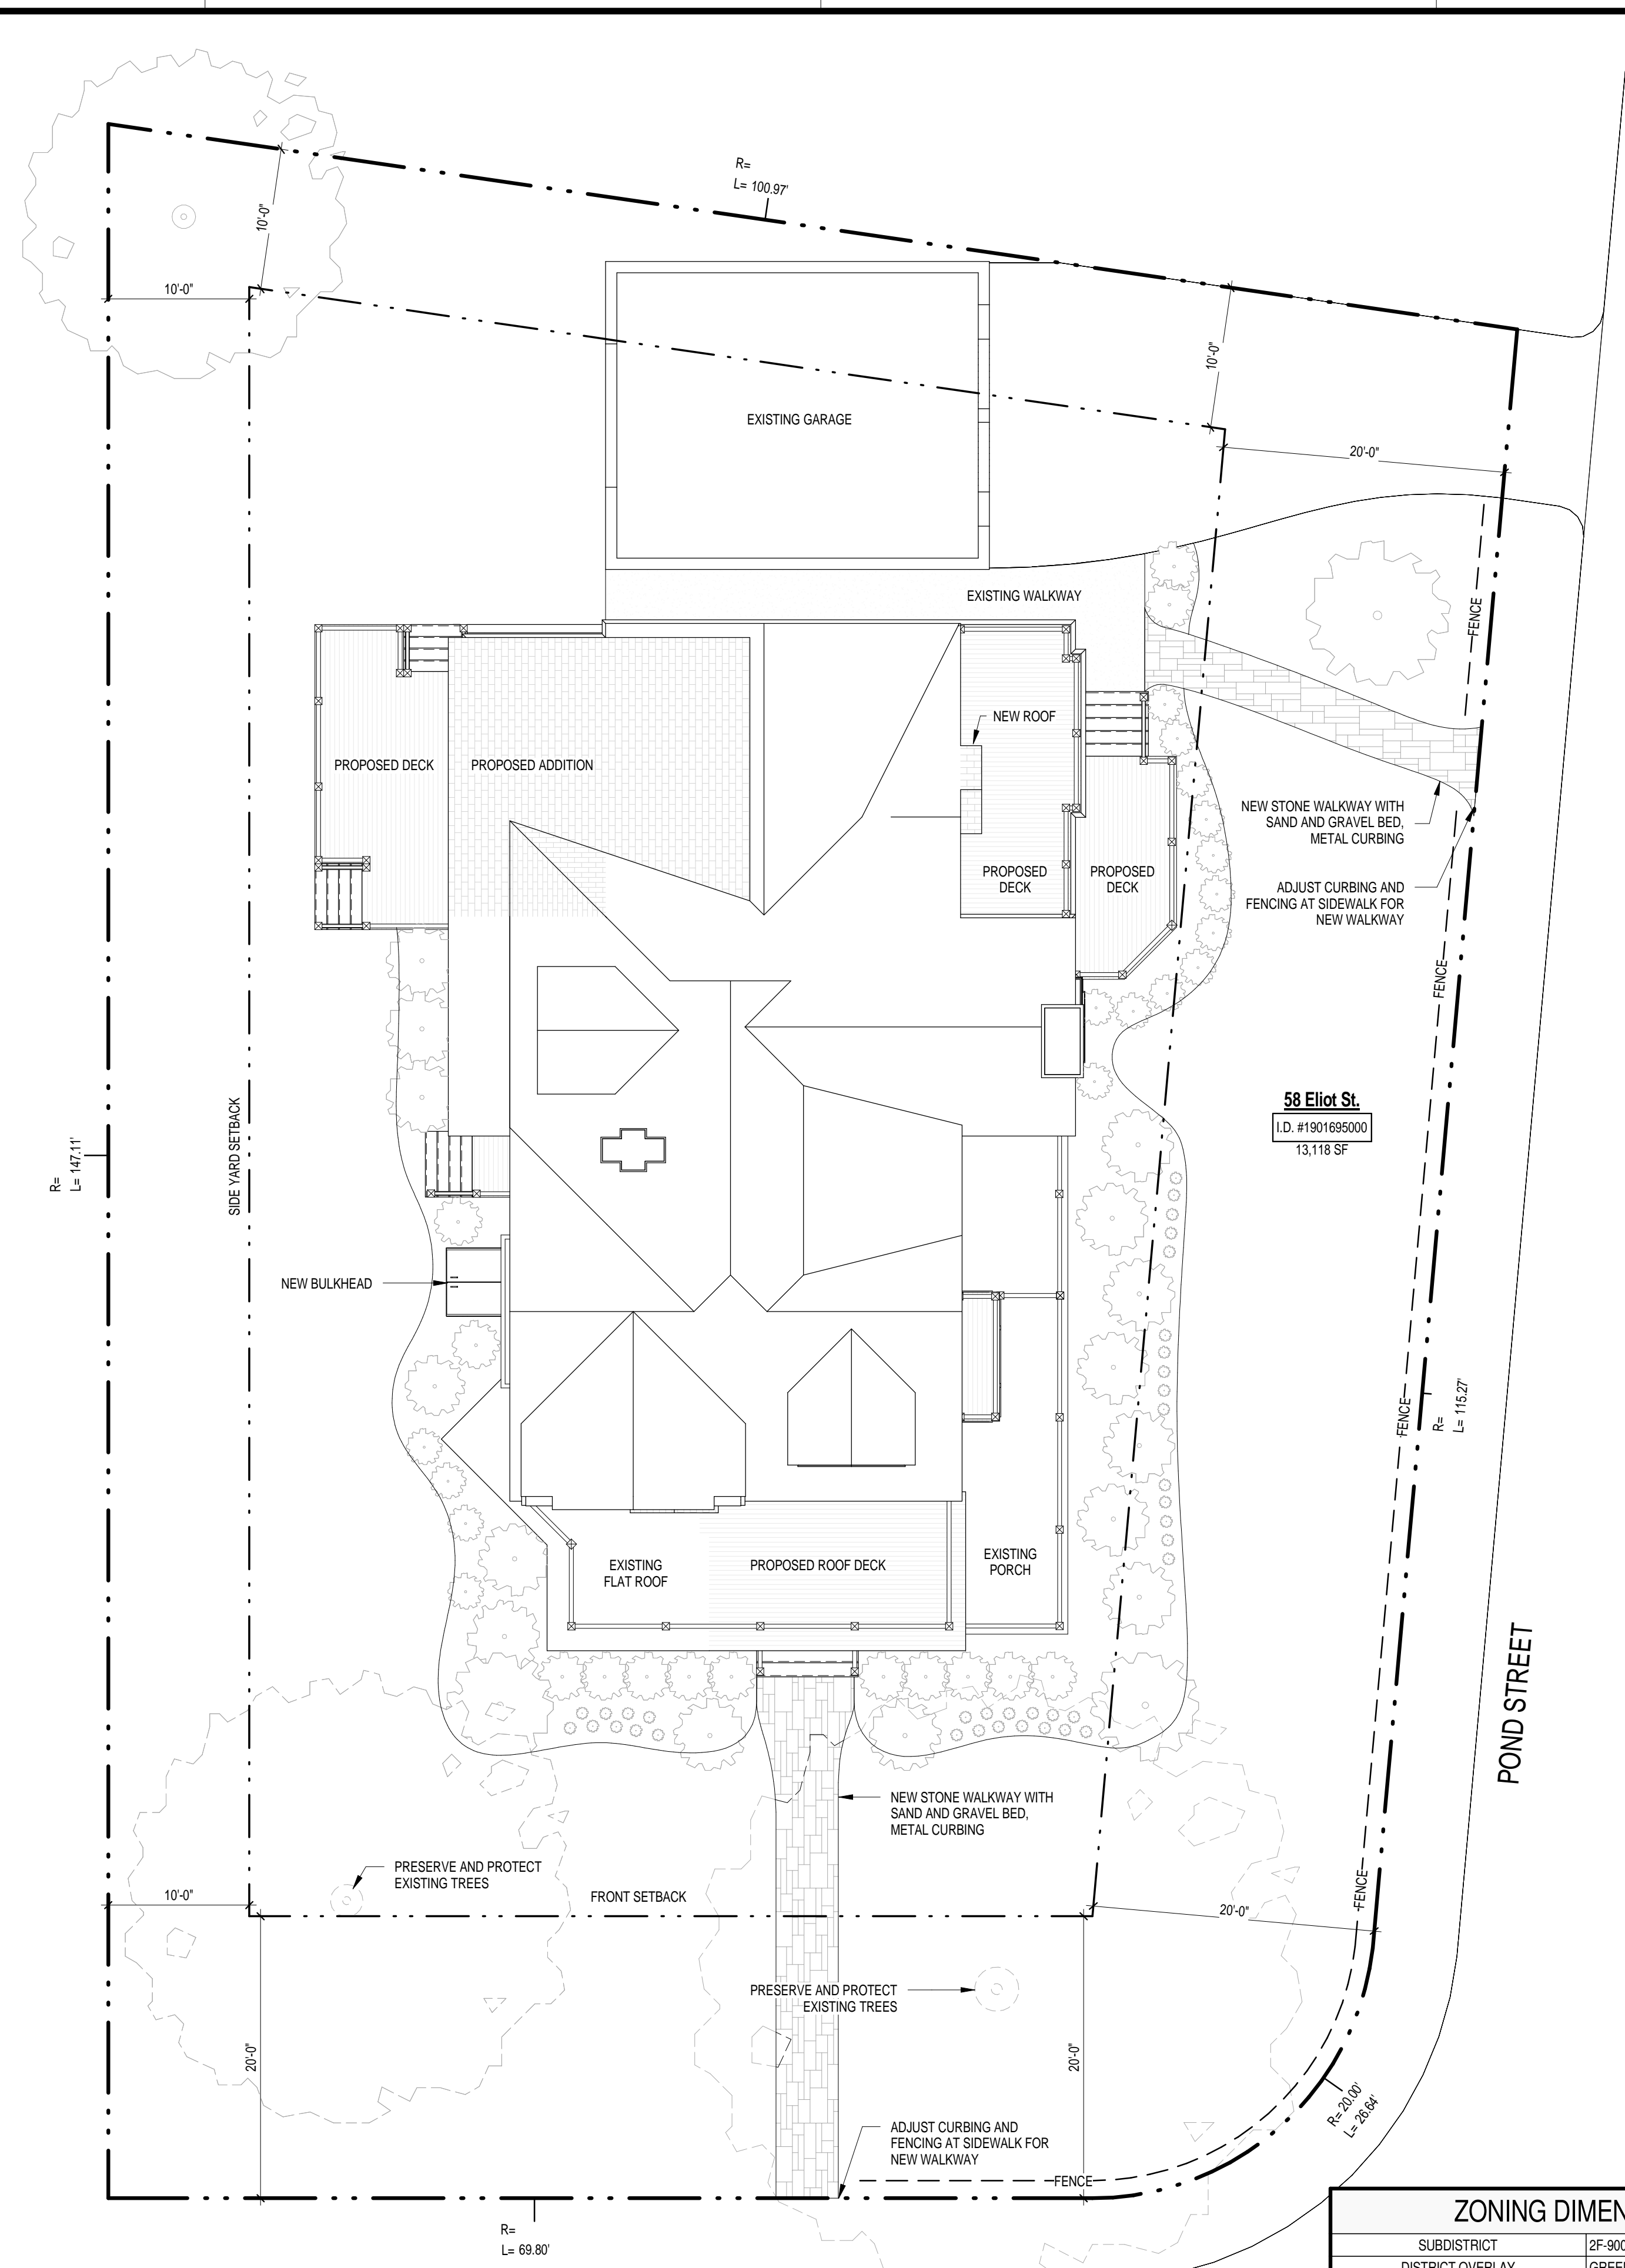 R=
L= 100.97'
10'-0"
10'-0"
EXISTING GARAGE
10'-0"
20'-0"
FENCE
EXISTING WALKWAY
NEW ROOF
PROPOSED DECK
PROPOSED ADDITION
NEW STONE WALKWAY WITH
SAND AND GRAVEL BED,
METAL CURBING
PROPOSED
DECK
PROPOSED
DECK
ADJUST CURBING AND
FENCING AT SIDEWALK FOR
NEW WALKWAY
FENCE
58 Eliot St.
I.D. #1901695000
13,118 SF
SIDE YARD SETBACK
R=
L= 147.11'
NEW BULKHEAD
FENCE
R=
L= 115.27'
EXISTING
FLAT ROOF
PROPOSED ROOF DECK
EXISTING
PORCH
POND STREET
NEW STONE WALKWAY WITH
SAND AND GRAVEL BED,
METAL CURBING
PRESERVE AND PROTECT
EXISTING TREES
10'-0"
FRONT SETBACK
FENCE
20'-0"
PRESERVE AND PROTECT
EXISTING TREES
20'-0"
20'-0"
R= 20.00'
L= 26.64'
ADJUST CURBING AND
FENCING AT SIDEWALK FOR
NEW WALKWAY
FENCE
R=
L= 69.80'
ZONING DIMEN
SUBDISTRICT
2F-900
DISTRICT OVERLAY